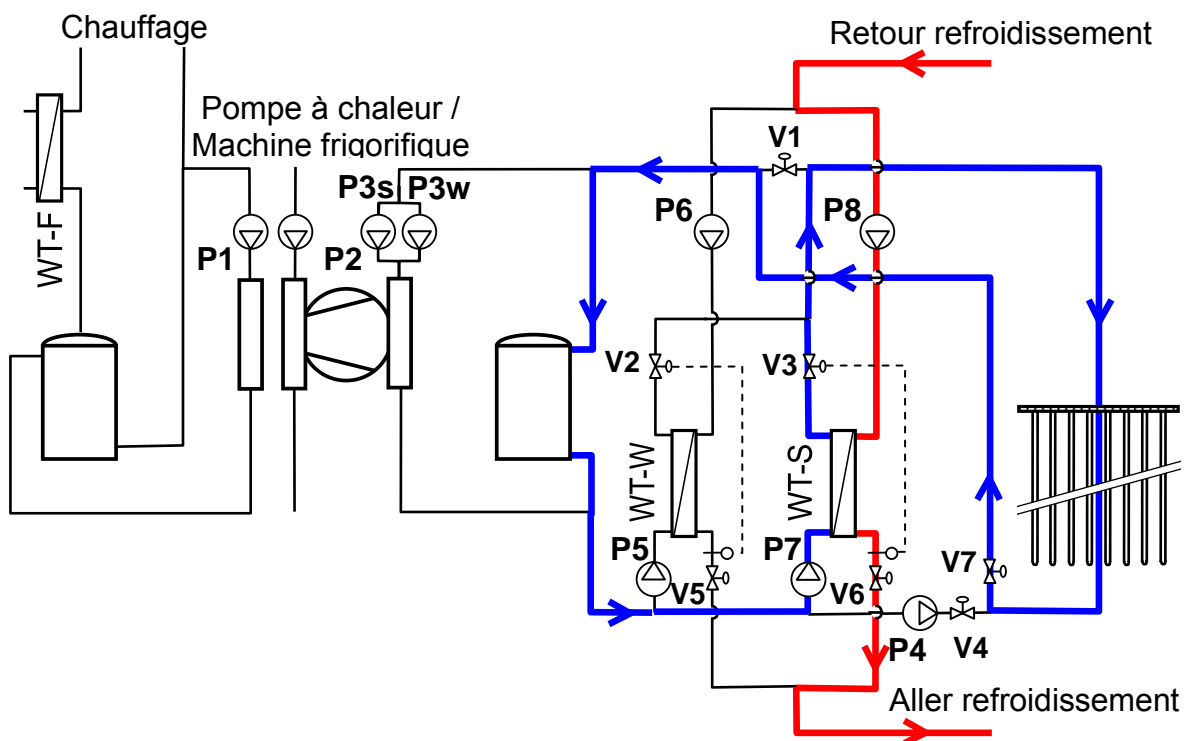 Chauffage
Retour refroidissement
Pompe à chaleur /
Machine frigorifique
V1
P3s
P3w
P6
P8
WT-F
P1
P2
V2
V3
WT-W
WT-S
P5
P7
V7
V5
V6
P4
V4
Aller refroidissement